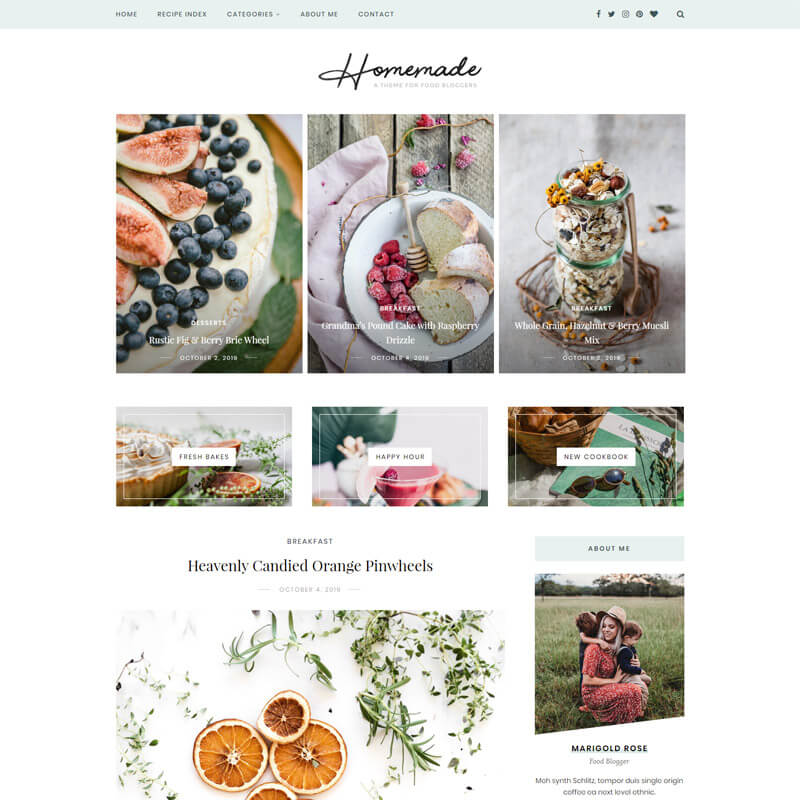 HOME RECIPE INDEX CATEGORIES ABOUT ME CONTACT
Homemade
A THEME FOR FOOD BLOGGERS
DESSERTS
Rustic Fig & Berry Brie Wheel
OCTOBER 2, 2019
BREAKFAST
Grandma's Pound Cake with Raspberry
Drizzle
OCTOBER 4, 2019
BREAKFAST
Whole Grain, Hazelnut & Berry Muesli
Mix
OCTOBER 2, 2019
FRESH BAKES
HAPPY HOUR
NEW COOKBOOK
BREAKFAST
Heavenly Candied Orange Pinwheels
OCTOBER 4, 2019
ABOUT ME
MARIGOLD ROSE
Food Blogger
Meh synth Schlitz, tempor duis single origin
coffee ea next level ethnic.